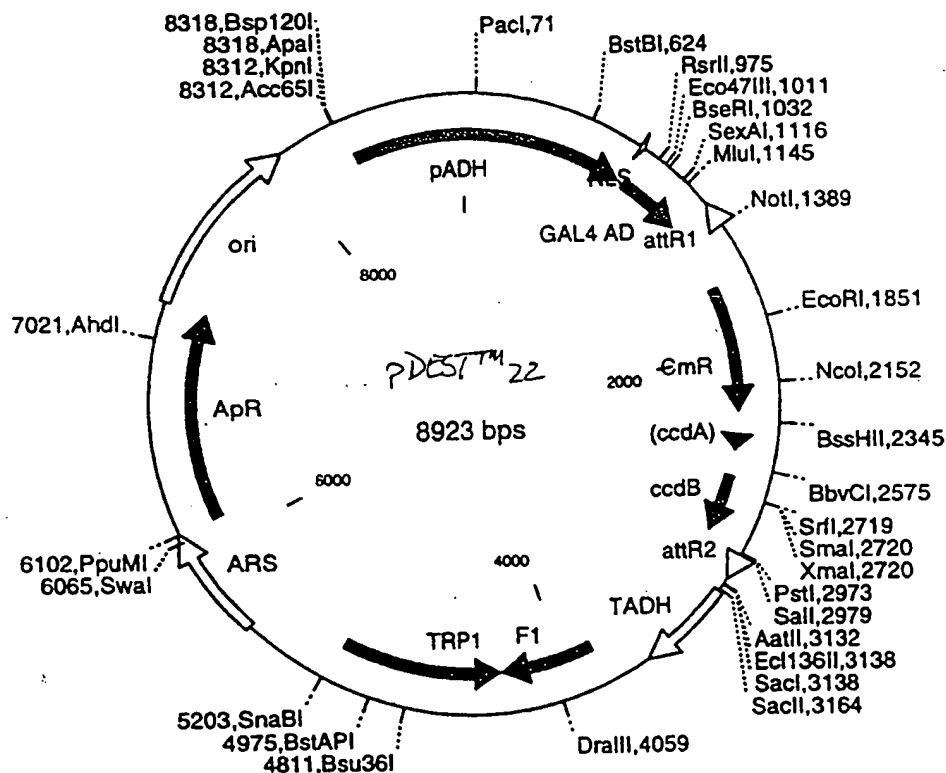 8318,Bsp120I
8318,ApaI
8312,KpnI
8312,Acc65I
PacI,71
BstBI,624
RsrII,975
Eco47III,1011
BseRI,1032
SexAI,1116
MluI,1145
NotI,1389
pADH
GAL4 AD
attR1
ori
8000
EcoRI,1851
7021,AhdI
pDEST™22
2000
CmR
NcoI,2152
ApR
8923 bps
(ccdA)
BssHII,2345
ccdB
BbvCI,2575
6000
SrfI,2719
SmaI,2720
XmaI,2720
attR2
6102,PpuMI
6065,SwaI
ARS
4000
PstI,2973
SalI,2979
TADH
AatII,3132
Ecl136II,3138
SacI,3138
SacII,3164
TRP1
F1
5203,SnaBI
4975,BstAPI
4811,Bsu36I
DraIII,4059